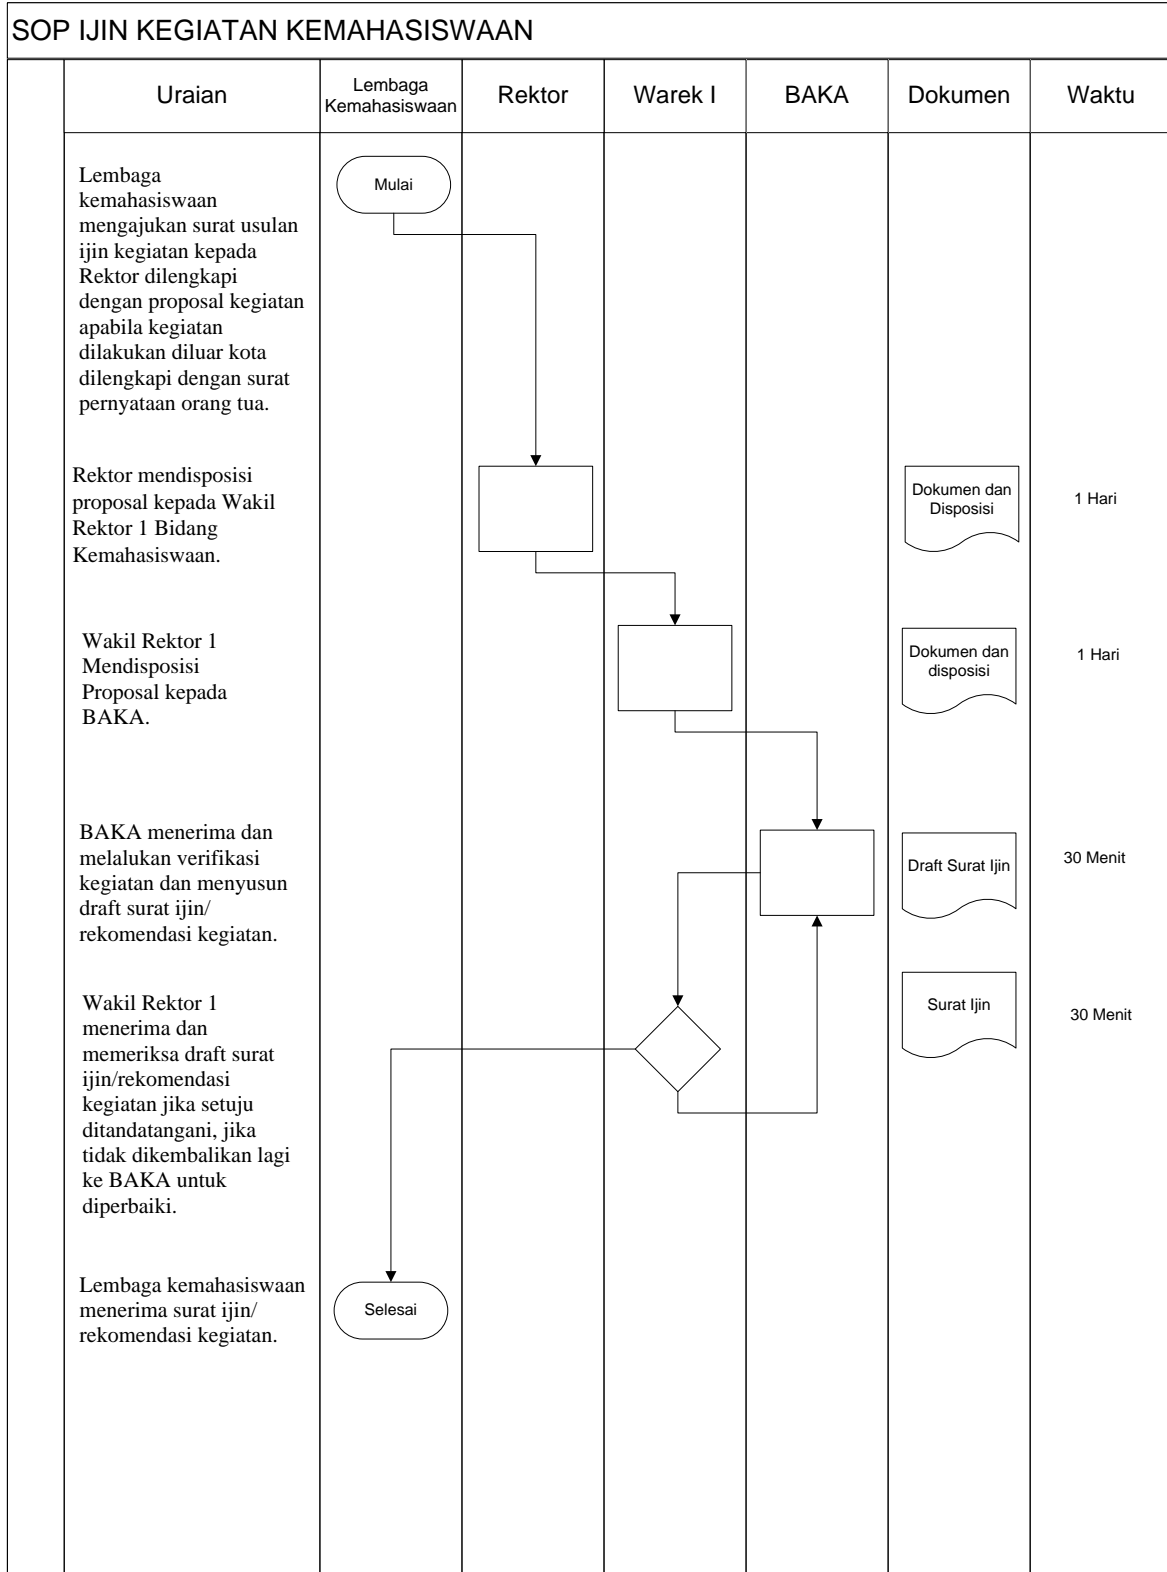 SOP IJIN KEGIATAN KEMAHASISWAAN
Uraian
Lembaga
Kemahasiswaan
Rektor
Warek I
BAKA
Dokumen
Waktu
Lembaga
kemahasiswaan
mengajukan surat usulan
ijin kegiatan kepada
Rektor dilengkapi
dengan proposal kegiatan
apabila kegiatan
dilakukan diluar kota
dilengkapi dengan surat
pernyataan orang tua.
Mulai
Rektor mendisposisi
proposal kepada Wakil
Rektor 1 Bidang
Kemahasiswaan.
Dokumen dan
Disposisi
1 Hari
Wakil Rektor 1
Mendisposisi
Proposal kepada
BAKA.
Dokumen dan
disposisi
1 Hari
BAKA menerima dan
melalukan verifikasi
kegiatan dan menyusun
draft surat ijin/
rekomendasi kegiatan.
Draft Surat Ijin
30 Menit
Wakil Rektor 1
menerima dan
memeriksa draft surat
ijin/rekomendasi
kegiatan jika setuju
ditandatangani, jika
tidak dikembalikan lagi
ke BAKA untuk
diperbaiki.
Surat Ijin
30 Menit
Lembaga kemahasiswaan
menerima surat ijin/
rekomendasi kegiatan.
Selesai